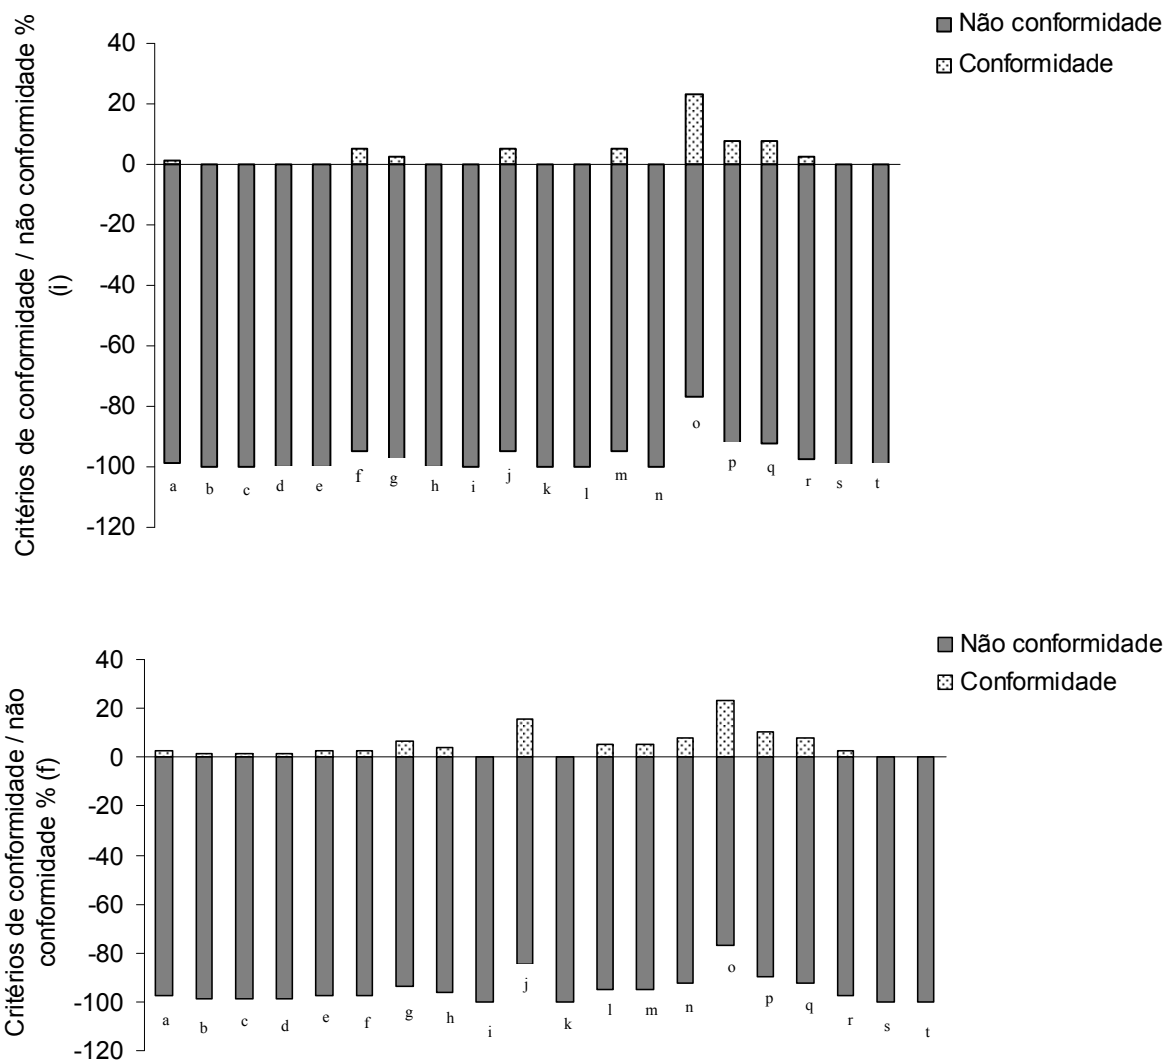 Não conformidade
Conformidade
Critérios de conformidade / não conformidade %
(i)
40
20
0
-20
-40
-60
-80
-100
-120
a b c d e f g h i j k l m n o p q r s t
Não conformidade
Conformidade
Critérios de conformidade / não
conformidade % (f)
40
20
0
-20
-40
-60
-80
-100
-120
a b c d e f g h i j k l m n o p q r s t